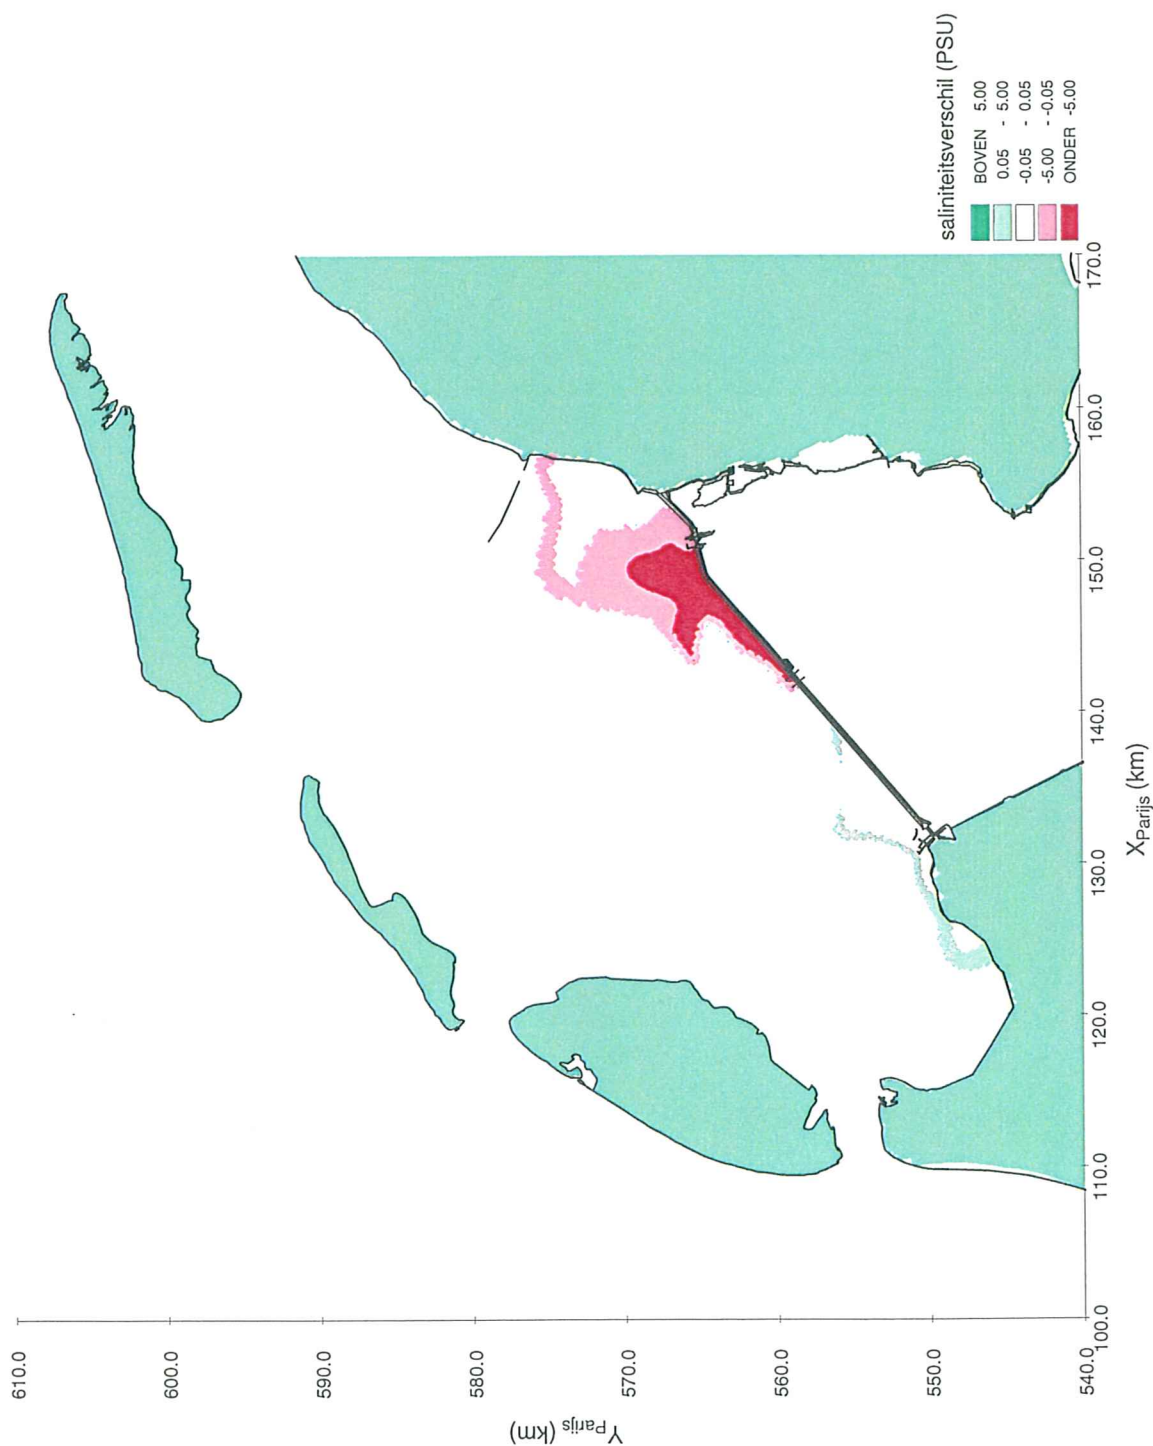 saliniteitsverschil (PSU)
BOVEN 5.00
0.05 - 5.00
-0.05 - 0.05
-5.00 - -0.05
ONDER -5.00
610.0
600.0
590.0
580.0
570.0
560.0
550.0
540.0
Y Parijs (km)
100.0
110.0
120.0
130.0
140.0
150.0
160.0
170.0
X Parijs (km)